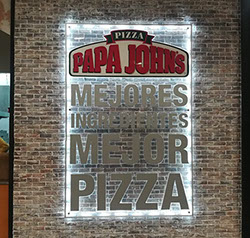 PIZZA
PAPA JOHNS
MEJORES
INGREDIENTES
MEJOR
PIZZA